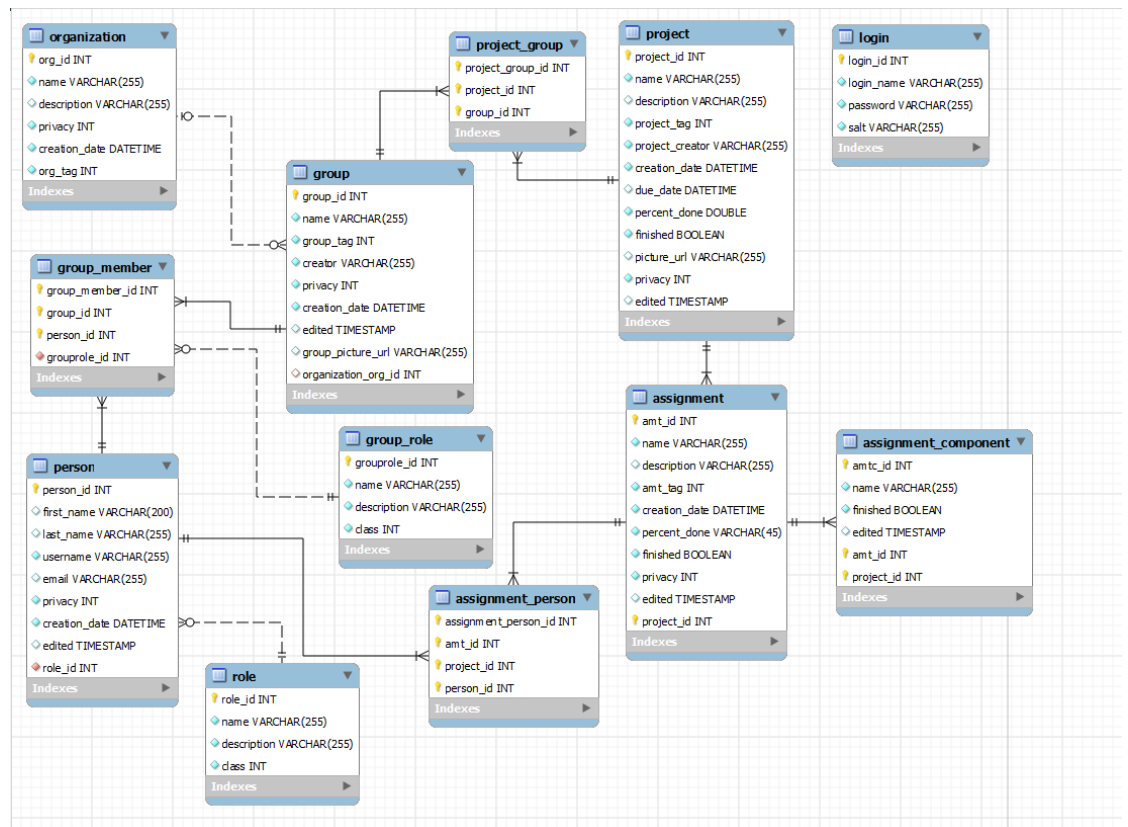 organization
org_id INT
name VARCHAR(255)
description VARCHAR(255)
privacy INT
creation_date DATETIME
org_tag INT
Indexes
project_group
project_group_id INT
project_id INT
group_id INT
Indexes
project
project_id INT
name VARCHAR(255)
description VARCHAR(255)
project_tag INT
project_creator VARCHAR(255)
creation_date DATETIME
due_date DATETIME
percent_done DOUBLE
finished BOOLEAN
picture_url VARCHAR(255)
privacy INT
edited TIMESTAMP
Indexes
login
login_id INT
login_name VARCHAR(255)
password VARCHAR(255)
salt VARCHAR(255)
Indexes
group
group_id INT
name VARCHAR(255)
group_tag INT
creator VARCHAR(255)
privacy INT
creation_date DATETIME
edited TIMESTAMP
group_picture_url VARCHAR(255)
organization_org_id INT
Indexes
group_member
group_member_id INT
group_id INT
person_id INT
grouprole_id INT
Indexes
group_role
grouprole_id INT
name VARCHAR(255)
description VARCHAR(255)
class INT
Indexes
assignment
amt_id INT
name VARCHAR(255)
description VARCHAR(255)
amt_tag INT
creation_date DATETIME
percent_done VARCHAR(45)
finished BOOLEAN
privacy INT
edited TIMESTAMP
project_id INT
Indexes
assignment_component
amtc_id INT
name VARCHAR(255)
finished BOOLEAN
edited TIMESTAMP
amt_id INT
project_id INT
Indexes
person
person_id INT
first_name VARCHAR(200)
last_name VARCHAR(255)
username VARCHAR(255)
email VARCHAR(255)
privacy INT
creation_date DATETIME
edited TIMESTAMP
role_id INT
Indexes
assignment_person
assignment_person_id INT
amt_id INT
project_id INT
person_id INT
Indexes
role
role_id INT
name VARCHAR(255)
description VARCHAR(255)
class INT
Indexes